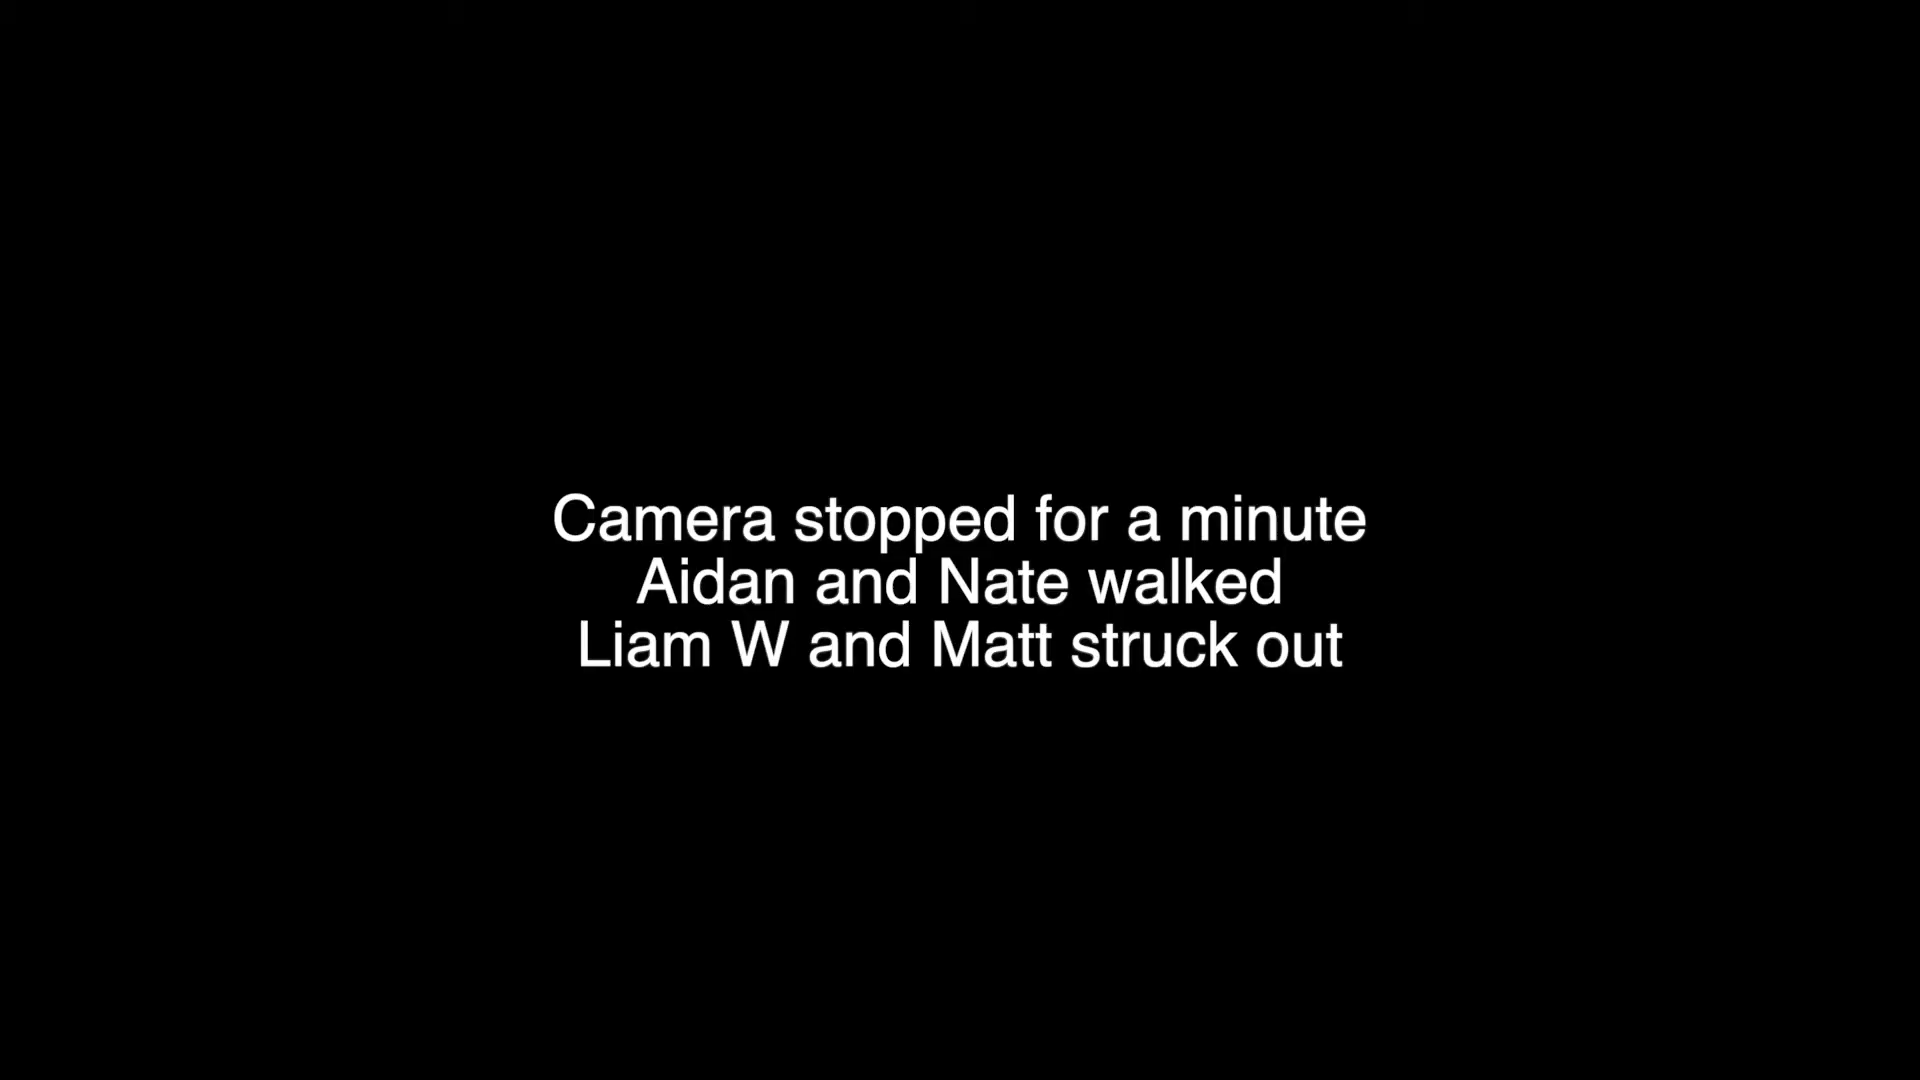 Camera stopped for a minute
Aidan and Nate walked
Liam W and Matt struck out